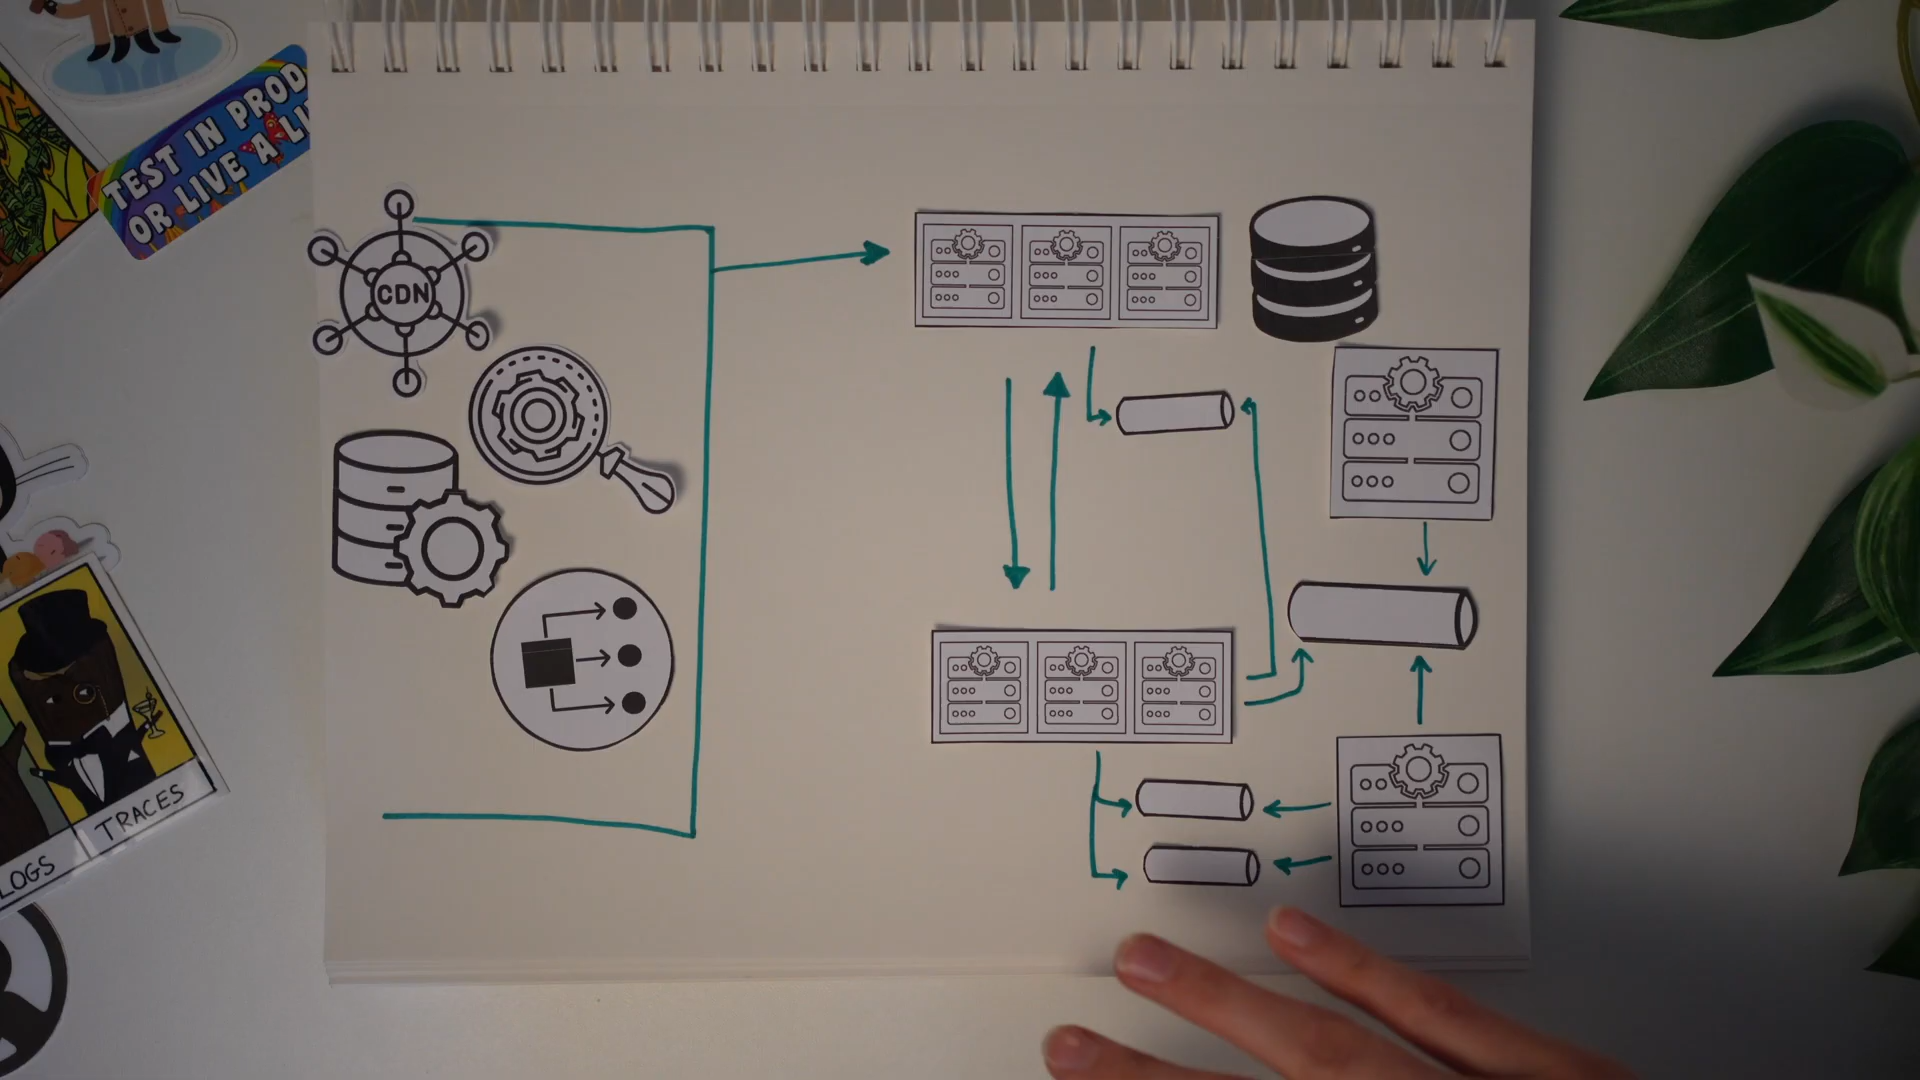 TEST IN PROD
OR LIVE A LI
CDN
LOGS
TRACES